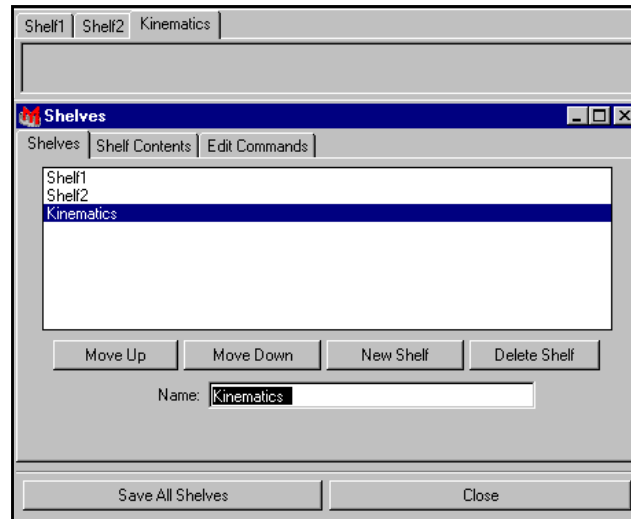 Shelf1 Shelf2 Kinematics
Shelves
Shelves Shelf Contents Edit Commands
Shelf1
Shelf2
Kinematics
Move Up Move Down New Shelf Delete Shelf
Name: Kinematics
Save All Shelves Close